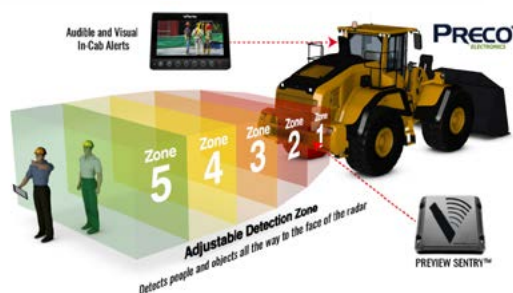 Audible and Visual
In-Cab Alerts
PRECO
ELECTRONICS
Zone
5
Zone
4
Zone
3
Zone
2
Zone
1
Adjustable Detection Zone
Detects people and objects all the way to the face of the radar
PREVIEW SENTRY™